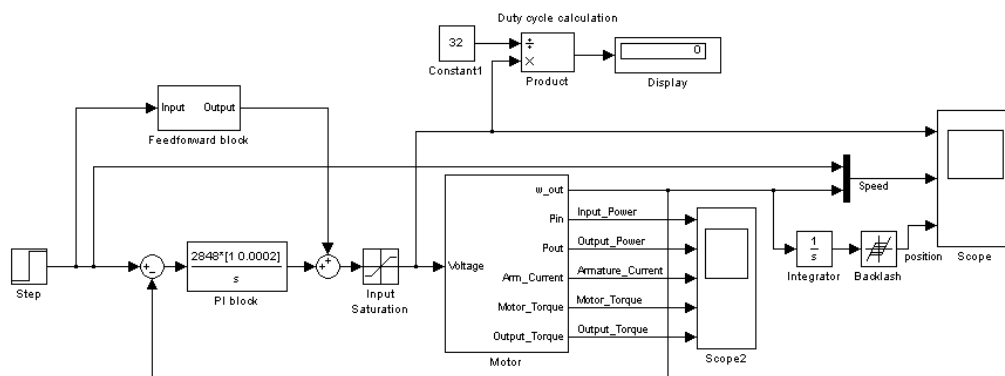 Duty cycle calculation
32
Constant1
÷
×
Product
0
Display
Input
Output
Feedforward block
Step
+
−
2848*[1 0.0002]
s
PI block
+
+
Input
Saturation
Voltage
w_out
Pin
Pout
Arm_Current
Motor_Torque
Output_Torque
Motor
Input_Power
Output_Power
Armature_Current
Motor_Torque
Output_Torque
Scope2
Speed
1
s
Integrator
Backlash
position
Scope